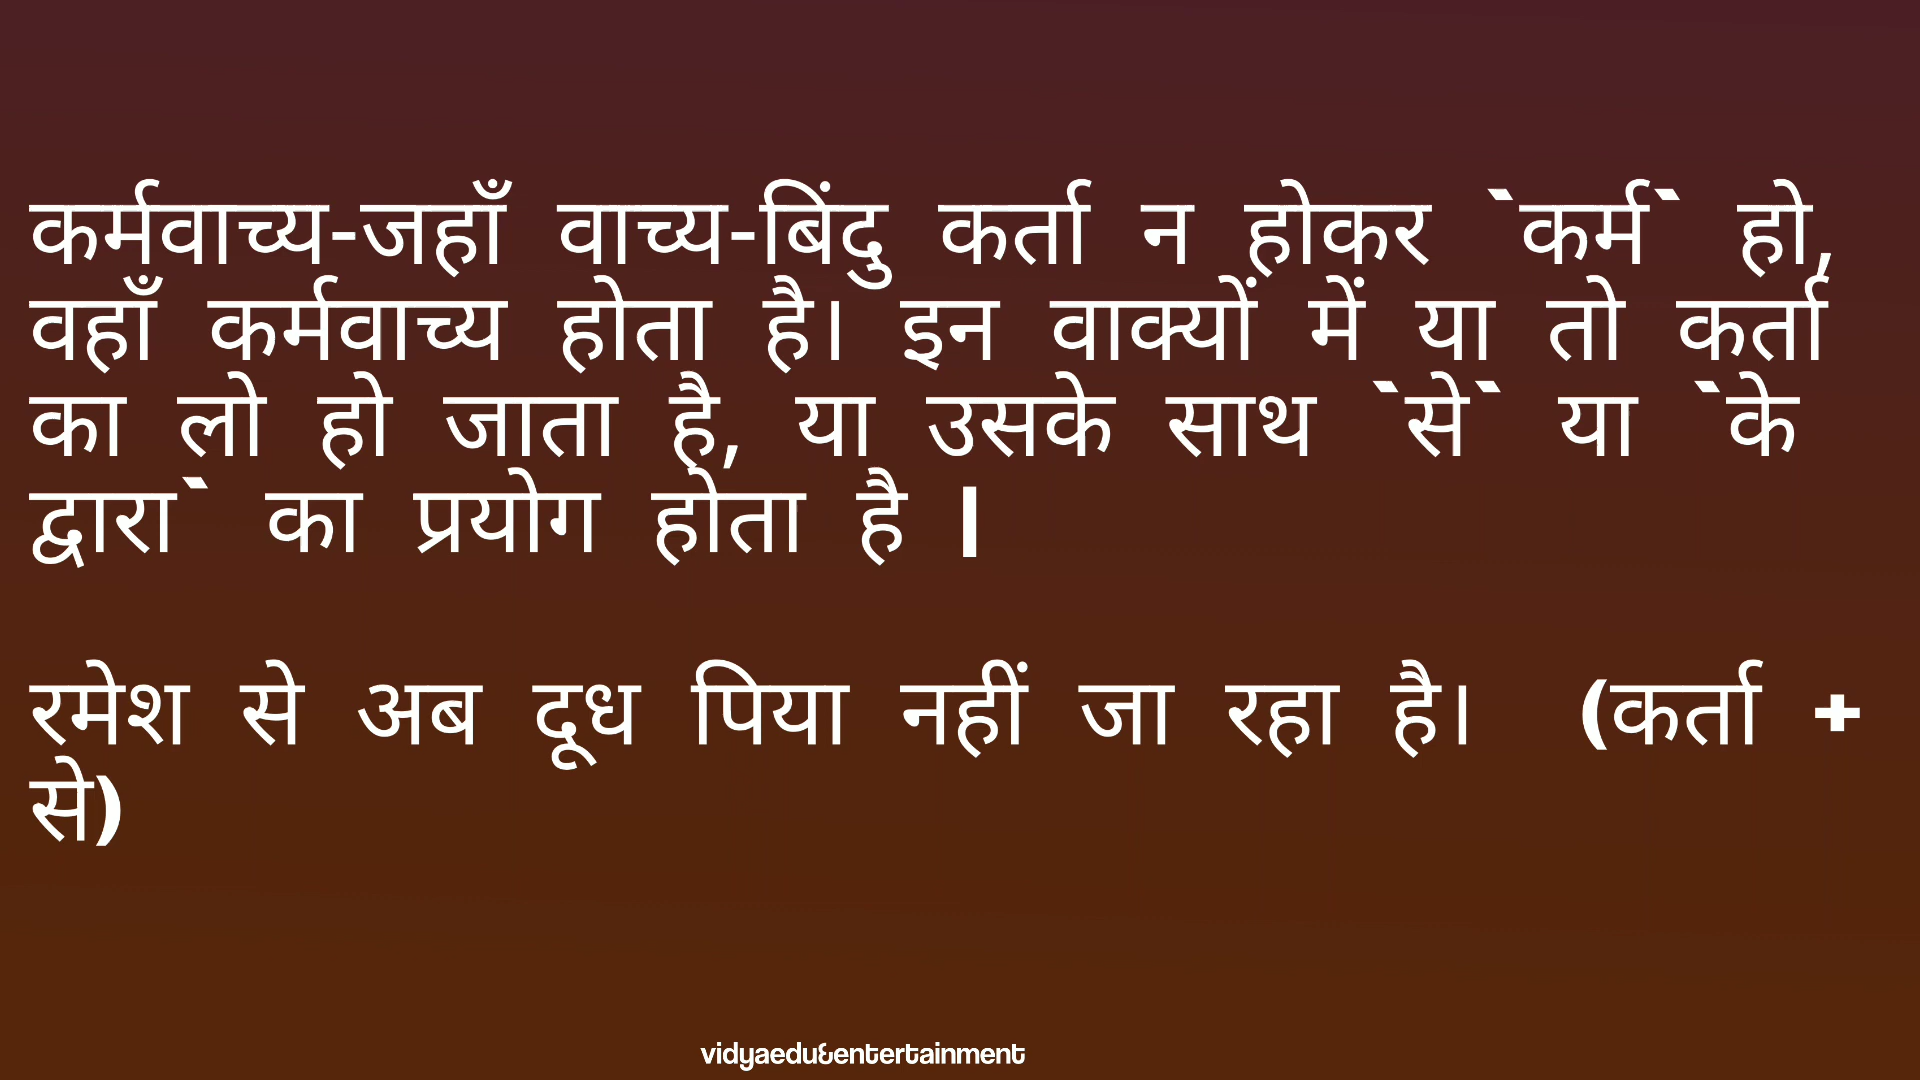 कर्मवाच्य-जहाँ वाच्य-बिंदु कर्ता न होकर `कर्म` हो,
वहाँ कर्मवाच्य होता है। इन वाक्यों में या तो कर्ता
का लो हो जाता है, या उसके साथ `से` या `के
द्वारा` का प्रयोग होता है |
रमेश से अब दूध पिया नहीं जा रहा है। (कर्ता +
से)
vidyaedu&entertainment